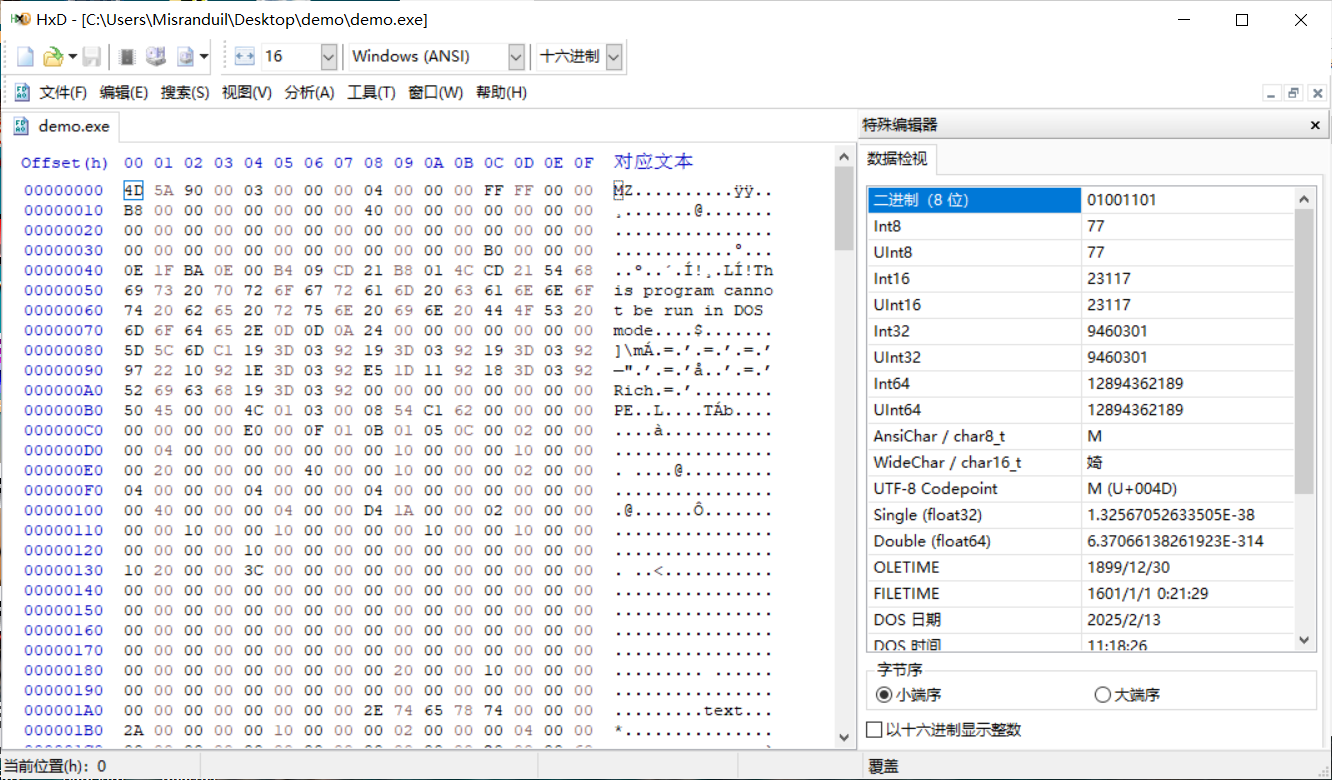 HxD - [C:\Users\Misranduil\Desktop\demo\demo.exe]
16 Windows (ANSI) 十六进制
文件(F) 编辑(E) 搜索(S) 视图(V) 分析(A) 工具(T) 窗口(W) 帮助(H)
demo.exe
Offset(h) 00 01 02 03 04 05 06 07 08 09 0A 0B 0C 0D 0E 0F 对应文本
00000000 4D 5A 90 00 03 00 00 00 04 00 00 00 FF FF 00 00 MZ..........ÿÿ..
00000010 B8 00 00 00 00 00 00 00 40 00 00 00 00 00 00 00 ¸.......@.......
00000020 00 00 00 00 00 00 00 00 00 00 00 00 00 00 00 00 ................
00000030 00 00 00 00 00 00 00 00 00 00 00 00 B0 00 00 00 ............°...
00000040 0E 1F BA 0E 00 B4 09 CD 21 B8 01 4C CD 21 54 68 ..º..´.Í!¸.LÍ!Th
00000050 69 73 20 70 72 6F 67 72 61 6D 20 63 61 6E 6E 6F is program canno
00000060 74 20 62 65 20 72 75 6E 20 69 6E 20 44 4F 53 20 t be run in DOS
00000070 6D 6F 64 65 2E 0D 0D 0A 24 00 00 00 00 00 00 00 mode....$.......
00000080 5D 5C 6D C1 19 3D 03 92 19 3D 03 92 19 3D 03 92 ]\mÁ.=.’.=.’.=.’
00000090 97 22 10 92 1E 3D 03 92 E5 1D 11 92 18 3D 03 92 —".’.=.’å..’.=.’
000000A0 52 69 63 68 19 3D 03 92 00 00 00 00 00 00 00 00 Rich.=.’........
000000B0 50 45 00 00 4C 01 03 00 08 54 C1 62 00 00 00 00 PE..L....TÁb....
000000C0 00 00 00 00 E0 00 0F 01 0B 01 05 0C 00 02 00 00 ....à...........
000000D0 00 04 00 00 00 00 00 00 00 10 00 00 00 10 00 00 ................
000000E0 00 20 00 00 00 00 40 00 00 10 00 00 00 02 00 00 . ....@.........
000000F0 04 00 00 00 04 00 00 00 04 00 00 00 00 00 00 00 ................
00000100 00 40 00 00 00 04 00 00 D4 1A 00 00 02 00 00 00 .@......Ô.......
00000110 00 00 10 00 00 10 00 00 00 00 10 00 00 10 00 00 ................
00000120 00 00 00 00 10 00 00 00 00 00 00 00 00 00 00 00 ................
00000130 10 20 00 00 3C 00 00 00 00 00 00 00 00 00 00 00 . ..<...........
00000140 00 00 00 00 00 00 00 00 00 00 00 00 00 00 00 00 ................
00000150 00 00 00 00 00 00 00 00 00 00 00 00 00 00 00 00 ................
00000160 00 00 00 00 00 00 00 00 00 00 00 00 00 00 00 00 ................
00000170 00 00 00 00 00 00 00 00 00 00 00 00 00 00 00 00 ................
00000180 00 00 00 00 00 00 00 00 00 20 00 00 10 00 00 00 ......... ......
00000190 00 00 00 00 00 00 00 00 00 00 00 00 00 00 00 00 ................
000001A0 00 00 00 00 00 00 00 00 2E 74 65 78 74 00 00 00 .........text...
000001B0 2A 00 00 00 00 10 00 00 00 02 00 00 00 04 00 00 *...............
特殊编辑器
数据检视
二进制（8 位） 01001101
Int8 77
UInt8 77
Int16 23117
UInt16 23117
Int32 9460301
UInt32 9460301
Int64 12894362189
UInt64 12894362189
AnsiChar / char8_t M
WideChar / char16_t 婍
UTF-8 Codepoint M (U+004D)
Single (float32) 1.32567052633505E-38
Double (float64) 6.37066138261923E-314
OLETIME 1899/12/30
FILETIME 1601/1/1 0:21:29
DOS 日期 2025/2/13
DOS 时间 11:18:26
字节序
小端序 大端序
以十六进制显示整数
当前位置(h): 0 覆盖